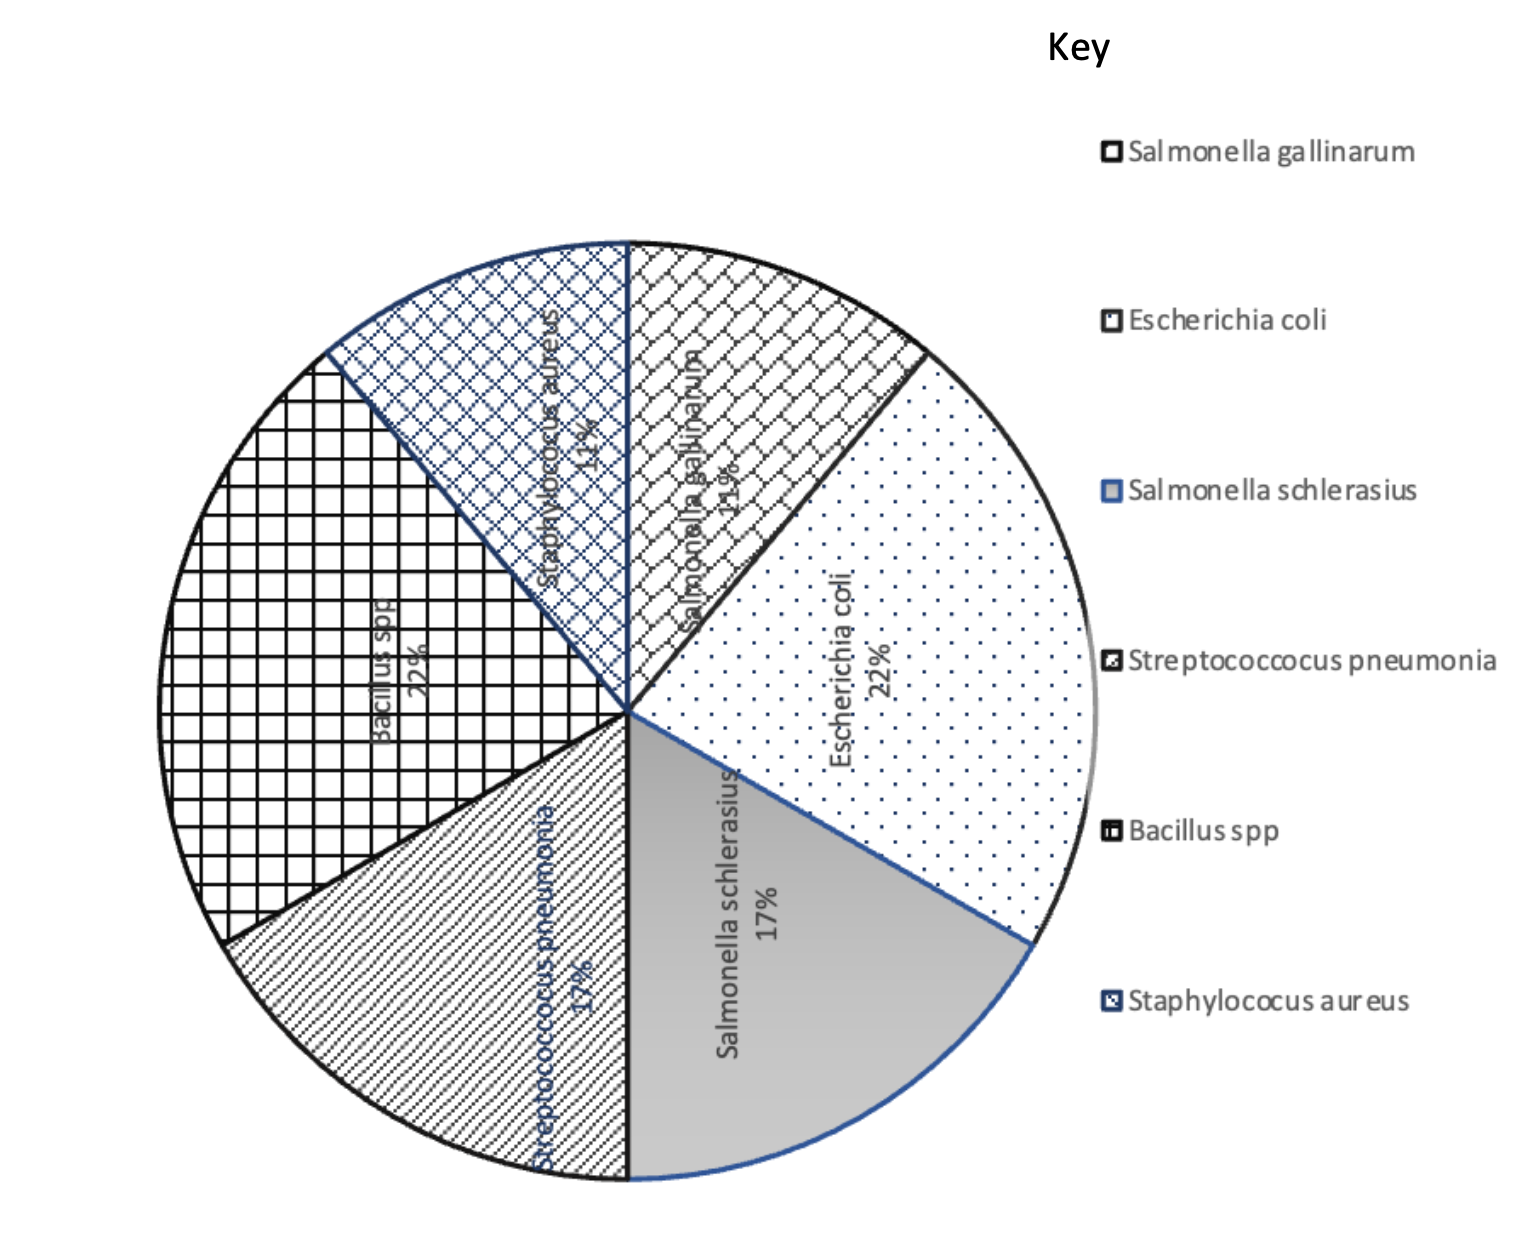 Key
Salmonella gallinarum
Escherichia coli
Salmonella schlerasius
Streptococcocus pneumonia
Bacillus spp
Staphylococus aureus
Staphylococus aureus
11%
Salmonella gallinarum
11%
Escherichia coli
22%
Salmonella schlerasius
17%
Streptococcocus pneumonia
17%
Bacillus spp
22%